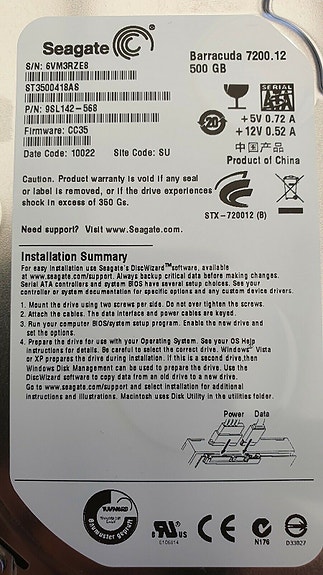 Seagate
Barracuda 7200.12
500 GB
S/N: 6VM3RZE8
ST3500418AS
P/N: 9SL142-568
Firmware: CC35
Date Code: 10022 Site Code: SU
SERIAL
20
+5V 0.72 A
+12V 0.52 A
中国产品
Product of China
Caution. Product warranty is void if any seal
or label is removed, or if the drive experiences
shock in excess of 350 Gs.
STX-720012 (B)
Need support? Visit www.Seagate.com.
Installation Summary
For easy installation use Seagate's DiscWizard™ software, available
at www.seagate.com/support. Always backup critical data before making changes.
Serial ATA controllers and system BIOS have several setup choices. See your
controller or system documentation for specific options and any custom device drivers.
1. Mount the drive using two screws per side. Do not over tighten the screws.
2. Attach the cables. The data interface and power cables are keyed.
3. Run your computer BIOS/system setup program. Enable the new drive and
set the options.
4. Prepare the drive for use with your Operating System. See your OS Help
instructions for details. Be careful to select the correct drive. Windows Vista
or XP prepares the drive during installation. If this is a second drive, then
Windows Disk Management can be used to prepare the drive. Use the
DiscWizard software to copy data from an old drive to a new drive.
Go to www.seagate.com/support and select installation for additional
instructions and illustrations. Macintosh uses Disk Utility in the utilities folder.
Power Data
Bauart geprüft
c US
N176
D33027